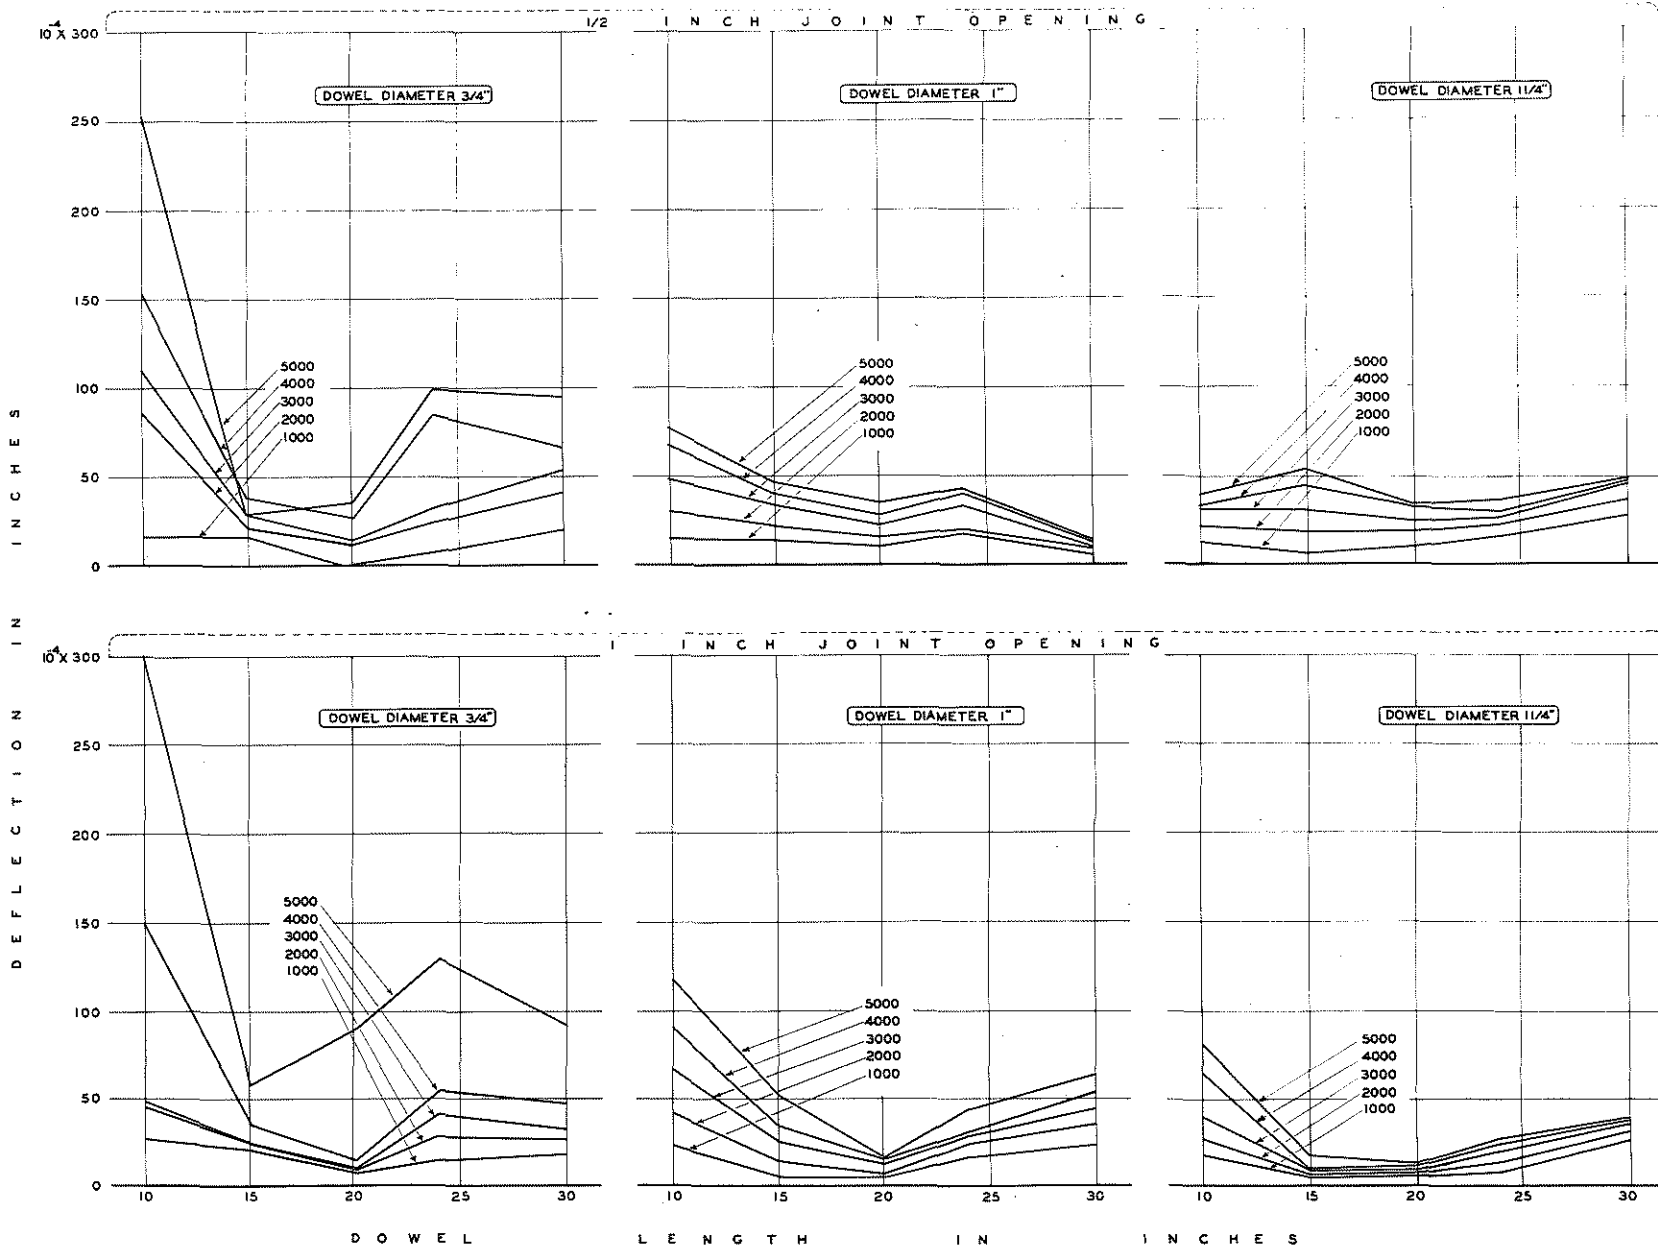 1/2 INCH JOINT OPENING
10⁻⁴ X 300
250
200
150
100
50
0
DOWEL DIAMETER 3/4"
5000
4000
3000
2000
1000
DOWEL DIAMETER 1"
5000
4000
3000
2000
1000
DOWEL DIAMETER 1 1/4"
5000
4000
3000
2000
1000
DEFLECTION IN INCHES
1 INCH JOINT OPENING
10⁻⁴ X 300
250
200
150
100
50
0
DOWEL DIAMETER 3/4"
5000
4000
3000
2000
1000
DOWEL DIAMETER 1"
5000
4000
3000
2000
1000
DOWEL DIAMETER 1 1/4"
5000
4000
3000
2000
1000
10 15 20 25 30
10 15 20 25 30
10 15 20 25 30
DOWEL LENGTH IN INCHES